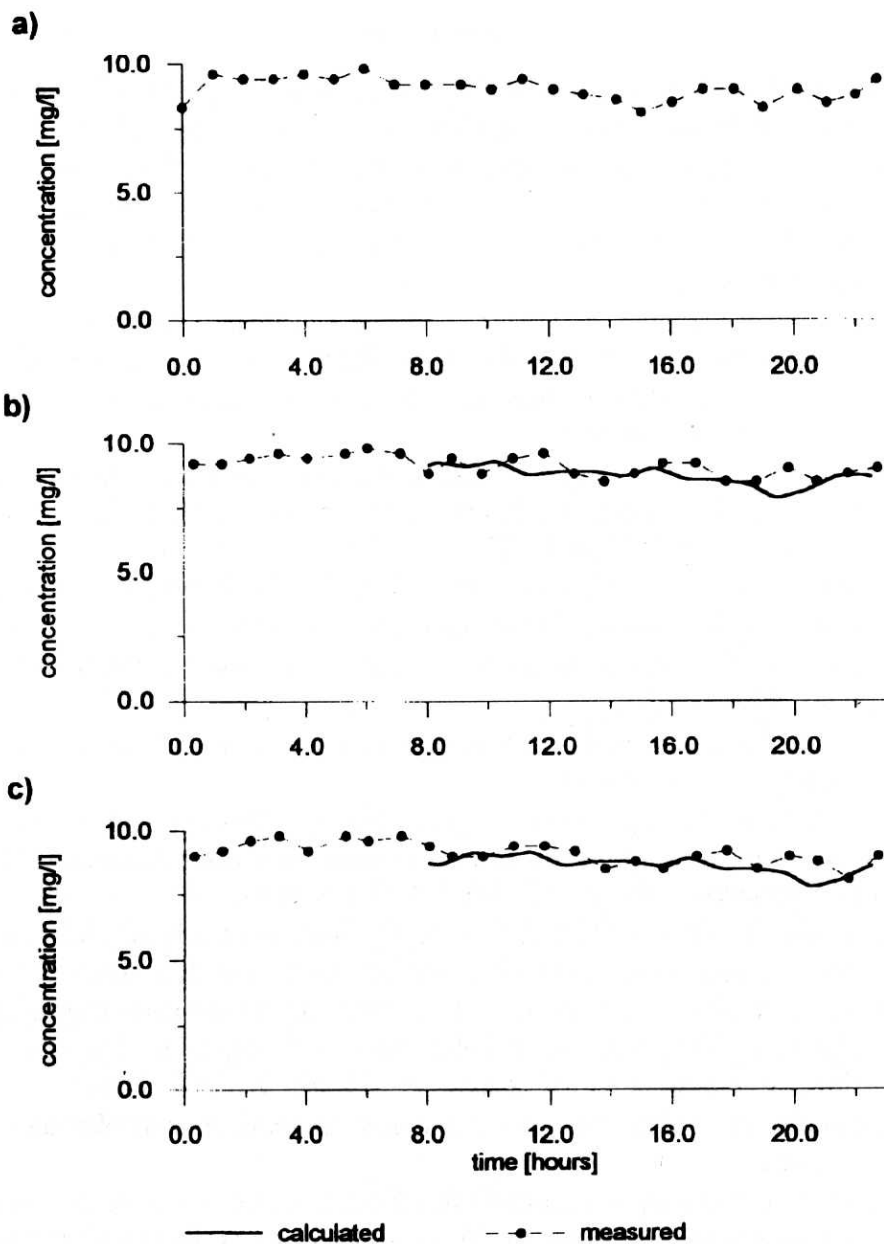 a)
10.0
5.0
0.0
concentration [mg/l]
0.0 4.0 8.0 12.0 16.0 20.0
b)
10.0
5.0
0.0
concentration [mg/l]
0.0 4.0 8.0 12.0 16.0 20.0
c)
10.0
5.0
0.0
concentration [mg/l]
0.0 4.0 8.0 12.0 16.0 20.0
time [hours]
calculated measured